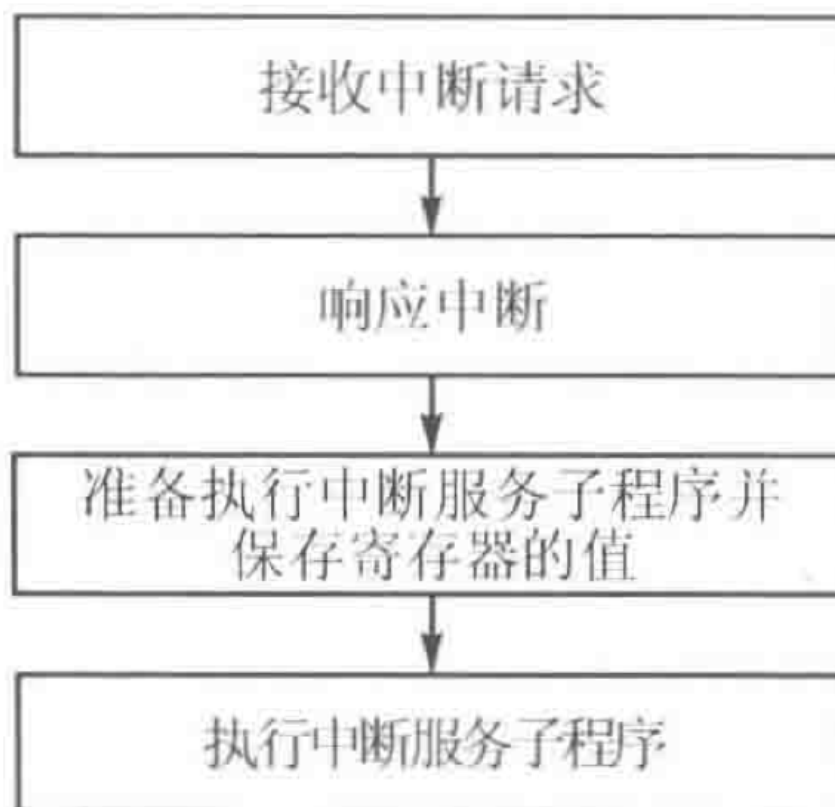 接收中断请求
响应中断
准备执行中断服务子程序并
保存寄存器的值
执行中断服务子程序